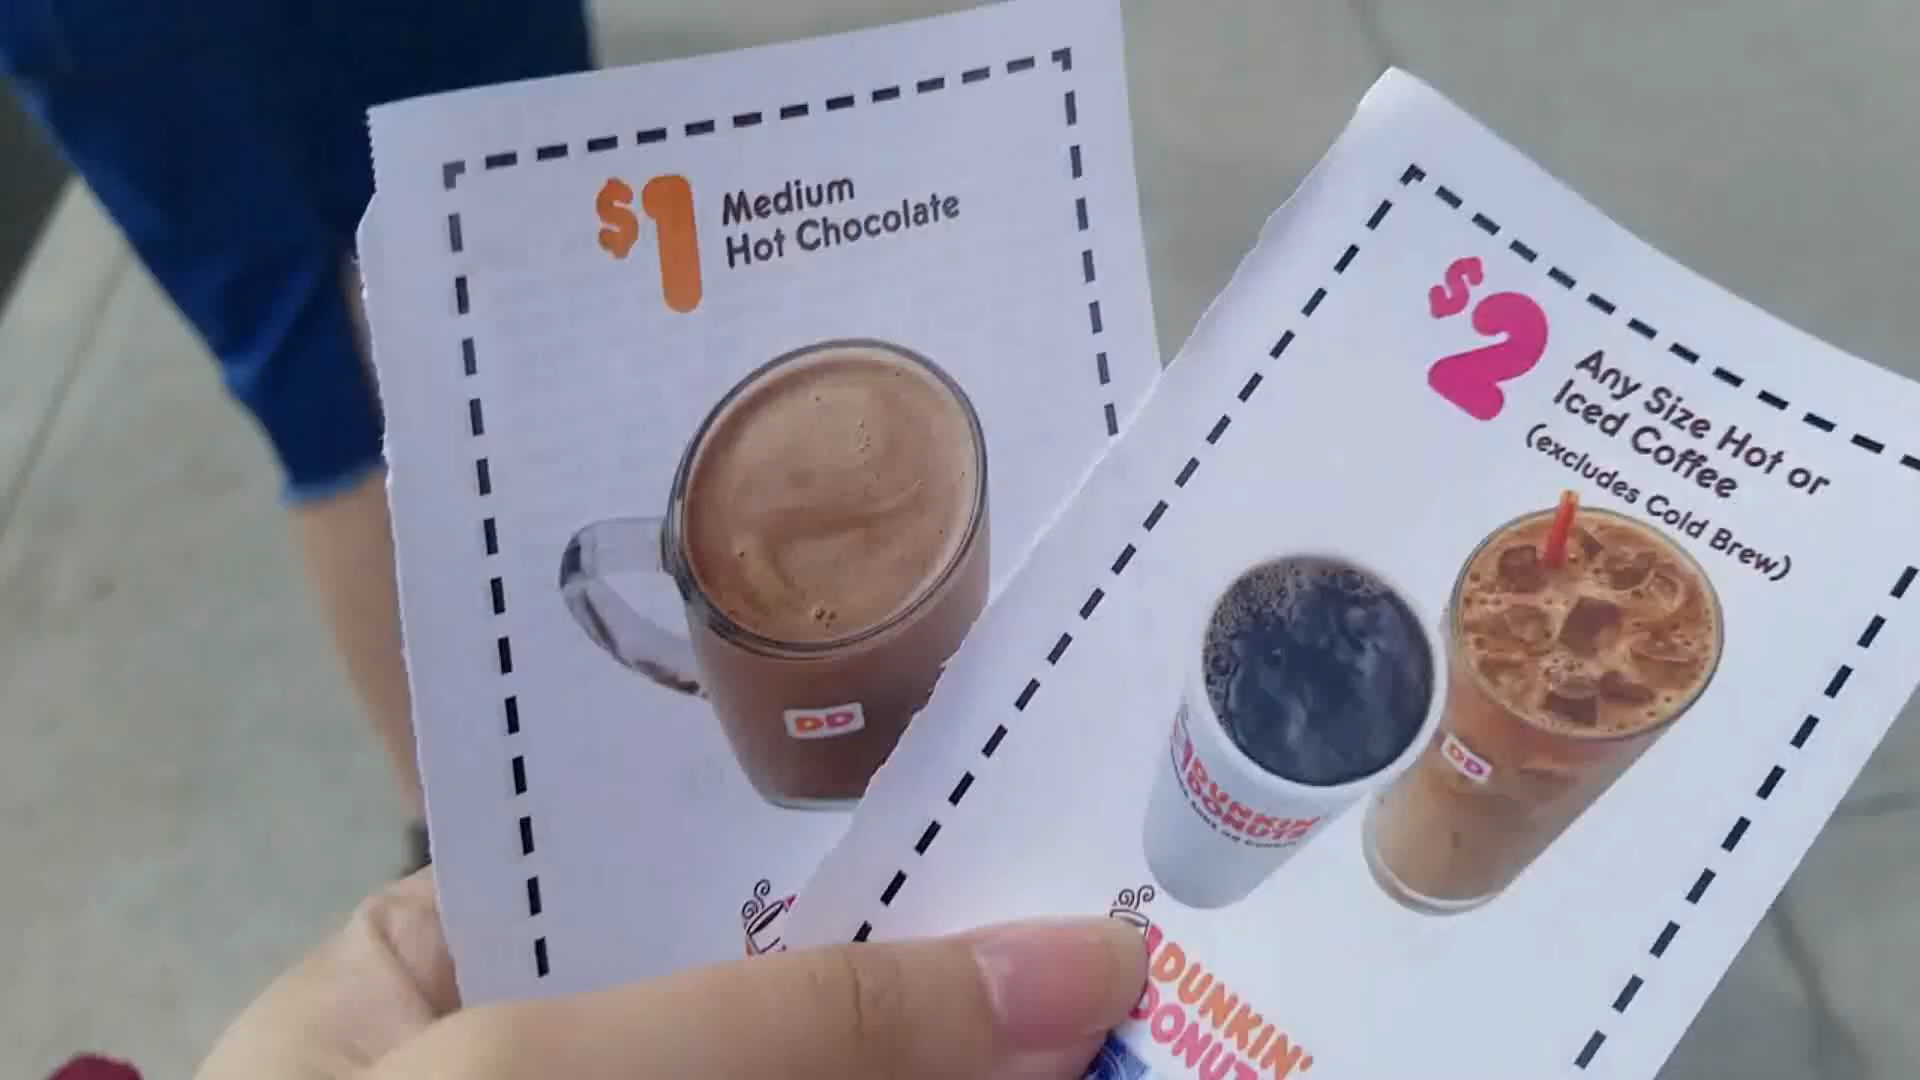 $1 Medium
Hot Chocolate
DD
$2 Any Size Hot or
Iced Coffee
(excludes Cold Brew)
DD
DUNKIN'
DONUTS
DUNKIN'